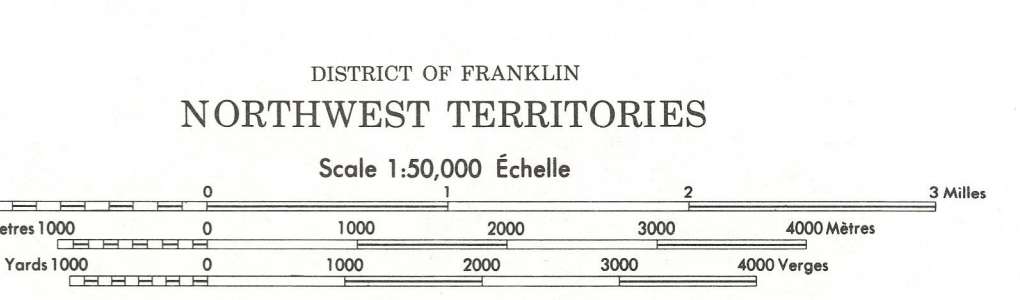 DISTRICT OF FRANKLIN
NORTHWEST TERRITORIES
Scale 1:50,000 Échelle
0 1 2 3 Milles
etres 1000 0 1000 2000 3000 4000 Mètres
Yards 1000 0 1000 2000 3000 4000 Verges